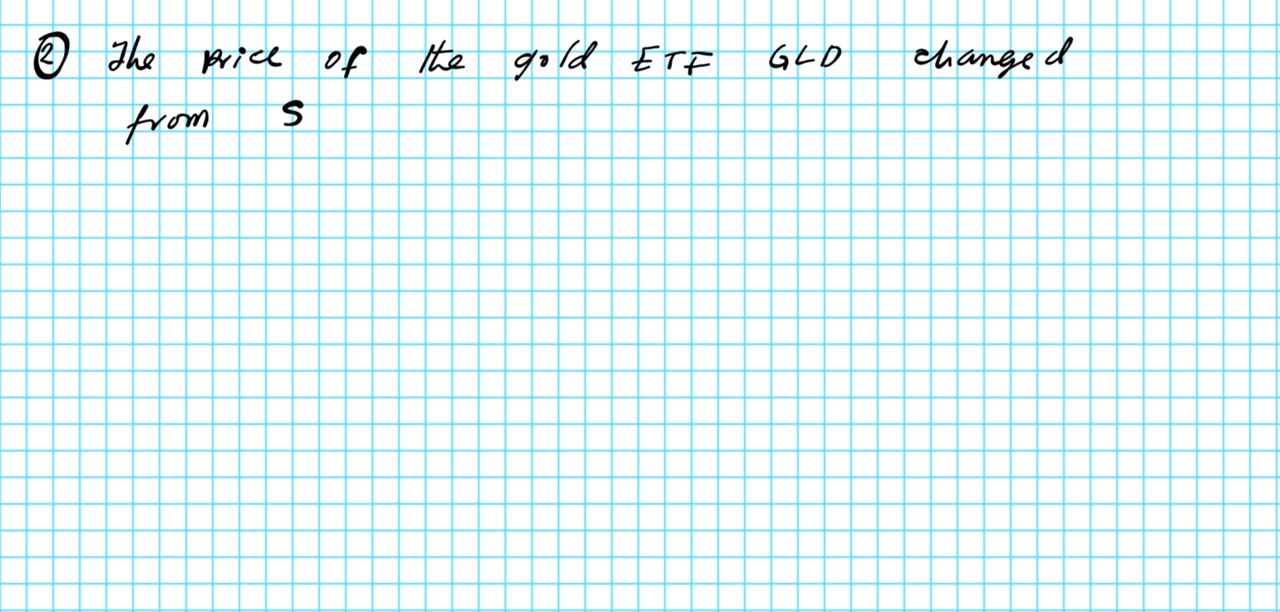 ② The price of the gold ETF GLD changed
from S